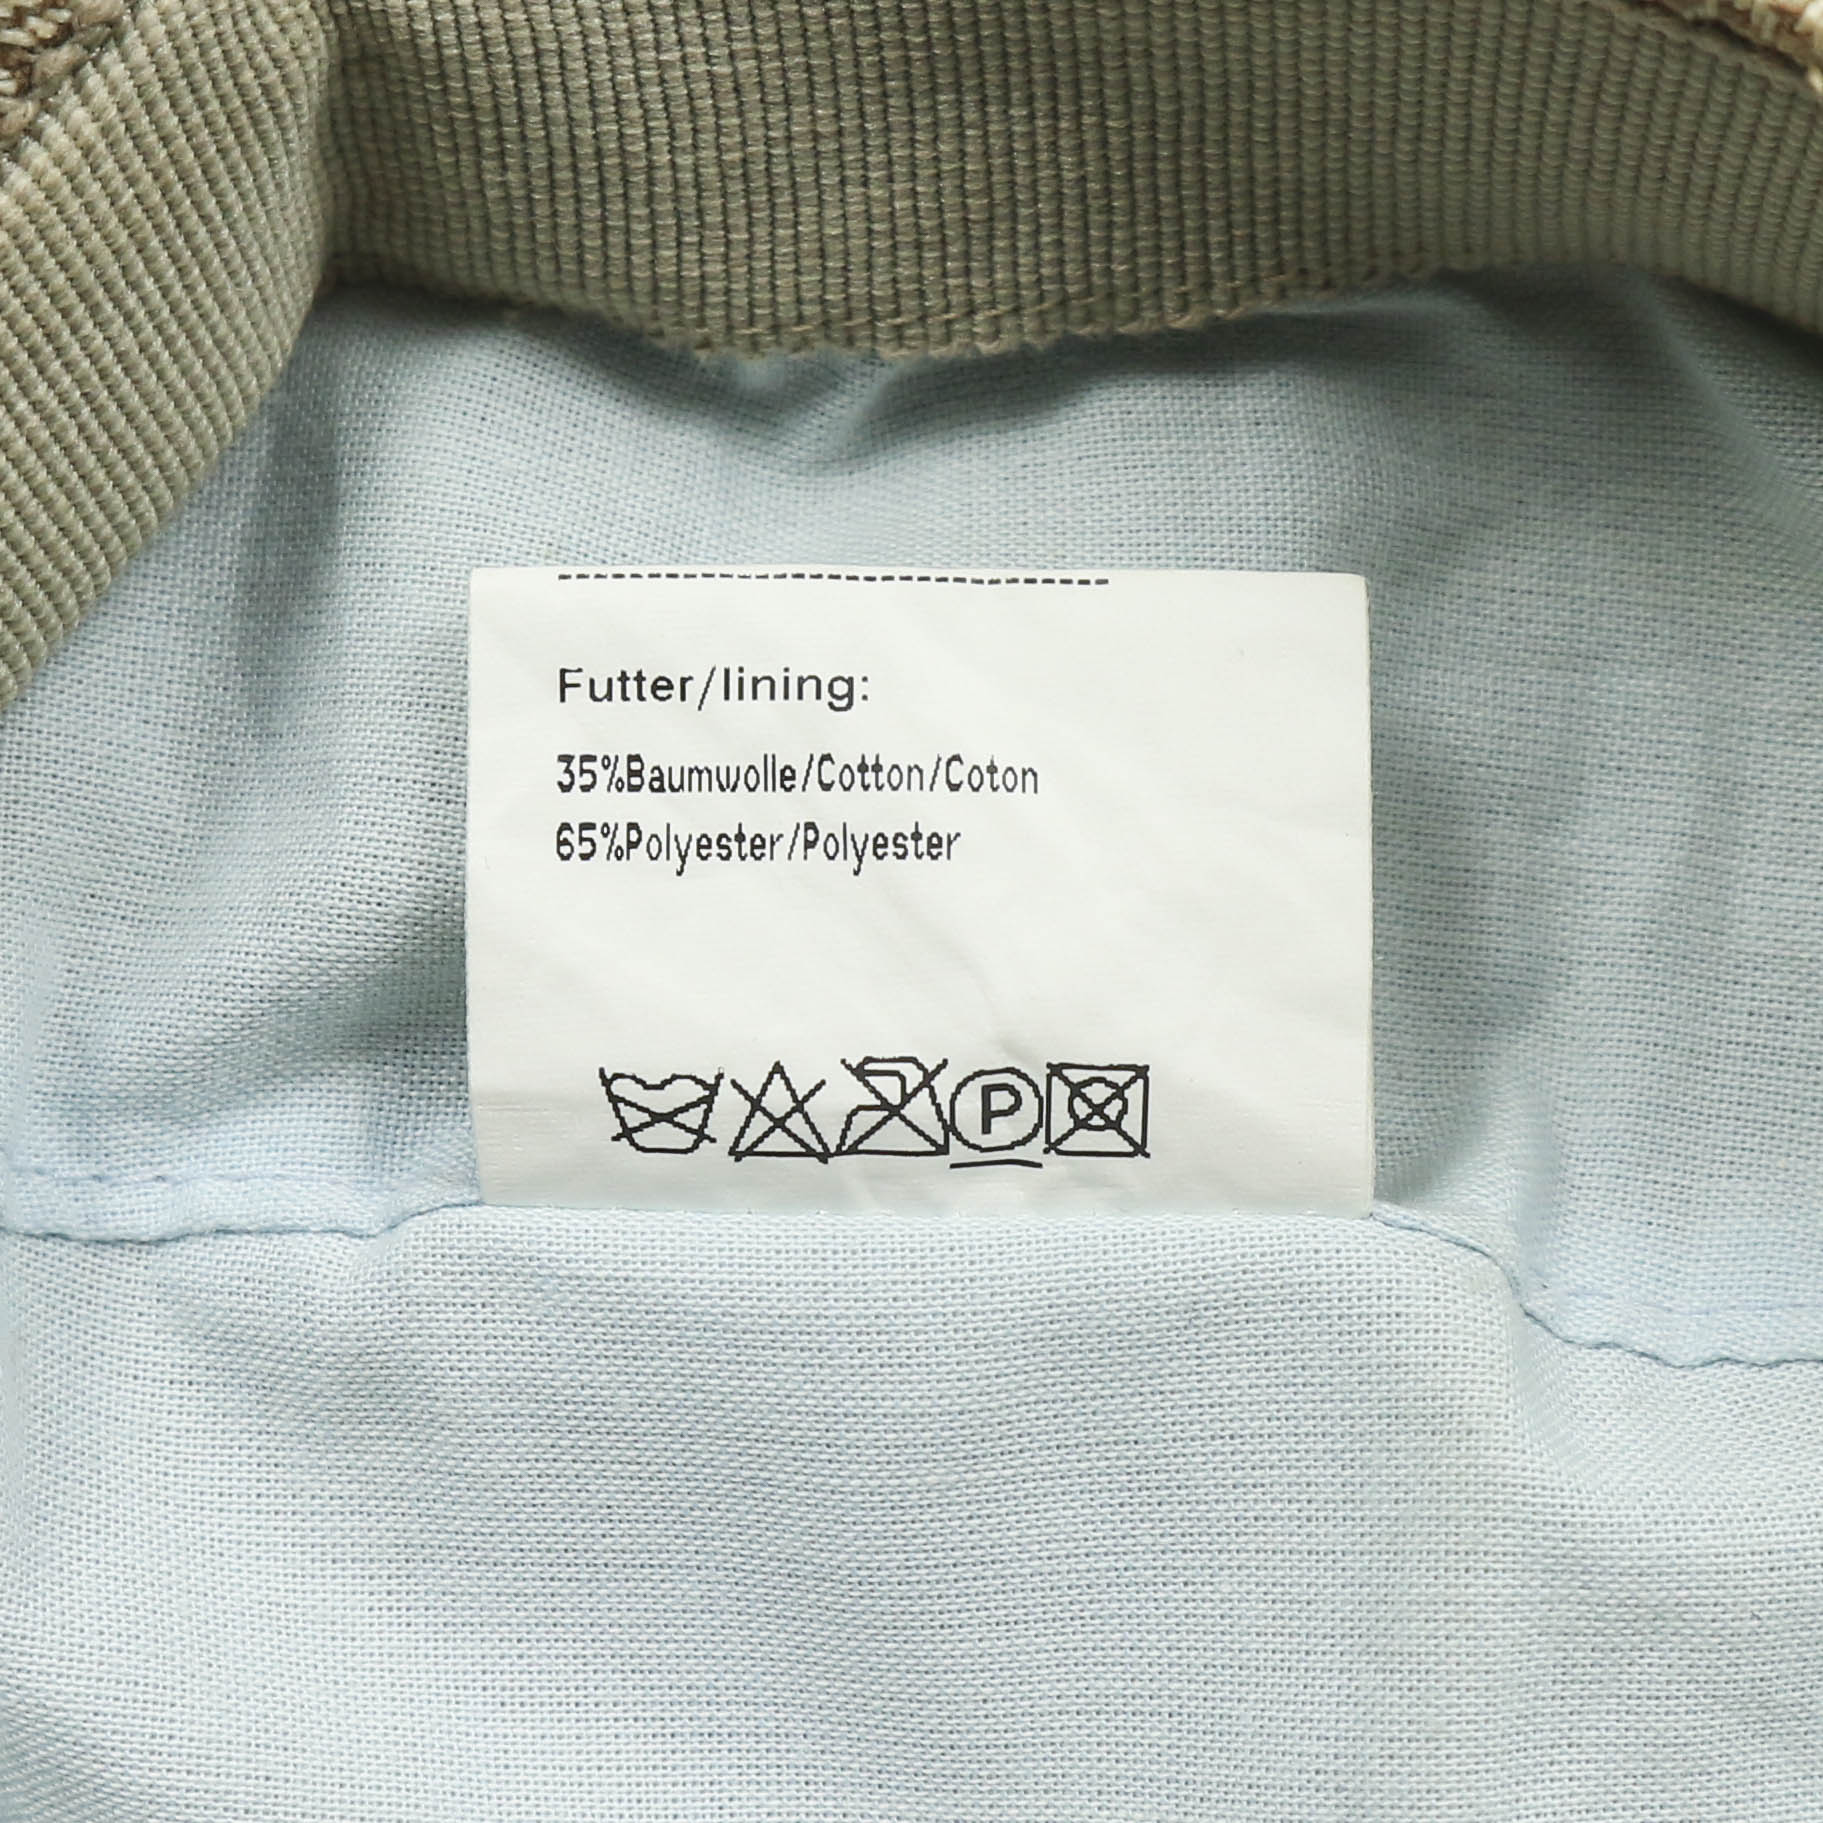 Futter/lining:
35%Baumwolle/Cotton/Coton
65%Polyester/Polyester
P